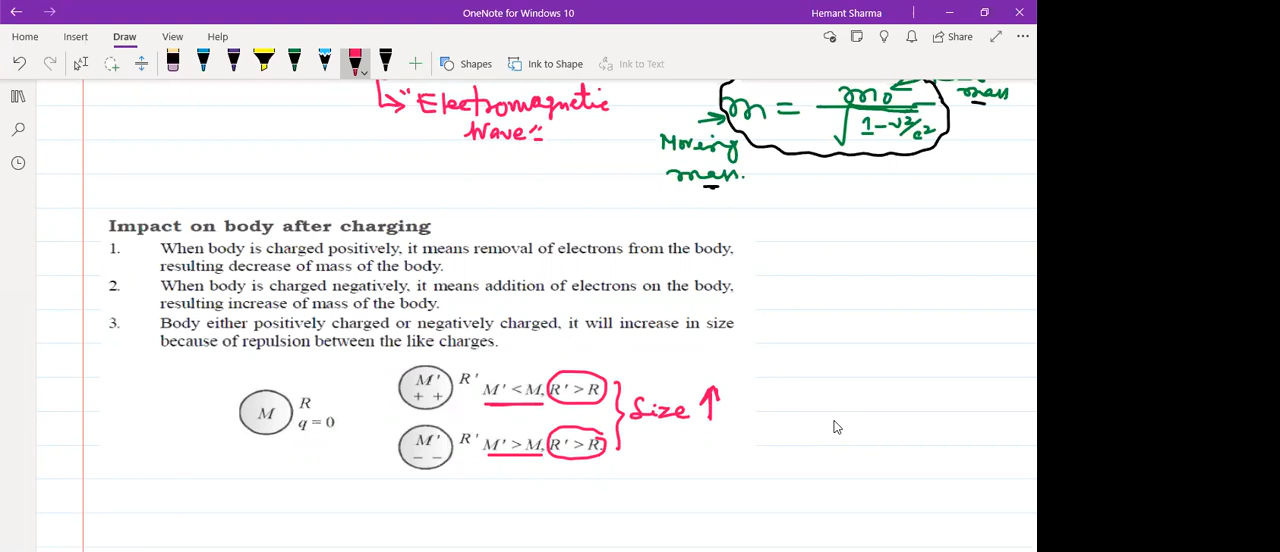 OneNote for Windows 10
Hemant Sharma
Home Insert Draw View Help
Share
Shapes
Ink to Shape
Ink to Text
"Electromagnetic
Wave"
m = m₀ / √(1 - v²/c²)
mass
Moving
mass.
Impact on body after charging
1. When body is charged positively, it means removal of electrons from the body,
resulting decrease of mass of the body.
2. When body is charged negatively, it means addition of electrons on the body,
resulting increase of mass of the body.
3. Body either positively charged or negatively charged, it will increase in size
because of repulsion between the like charges.
M R
q = 0
M' R' M' < M, R' > R
+ +
Size ↑
M' R' M' > M, R' > R.
– –